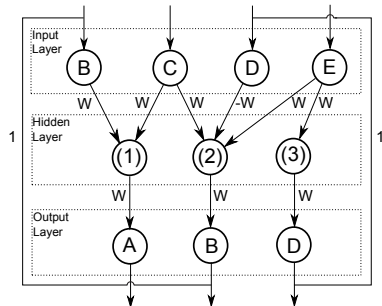 Input
Layer
B
C
D
E
W
W
W
-W
W
W
1
1
Hidden
Layer
(1)
(2)
(3)
W
W
W
Output
Layer
A
B
D